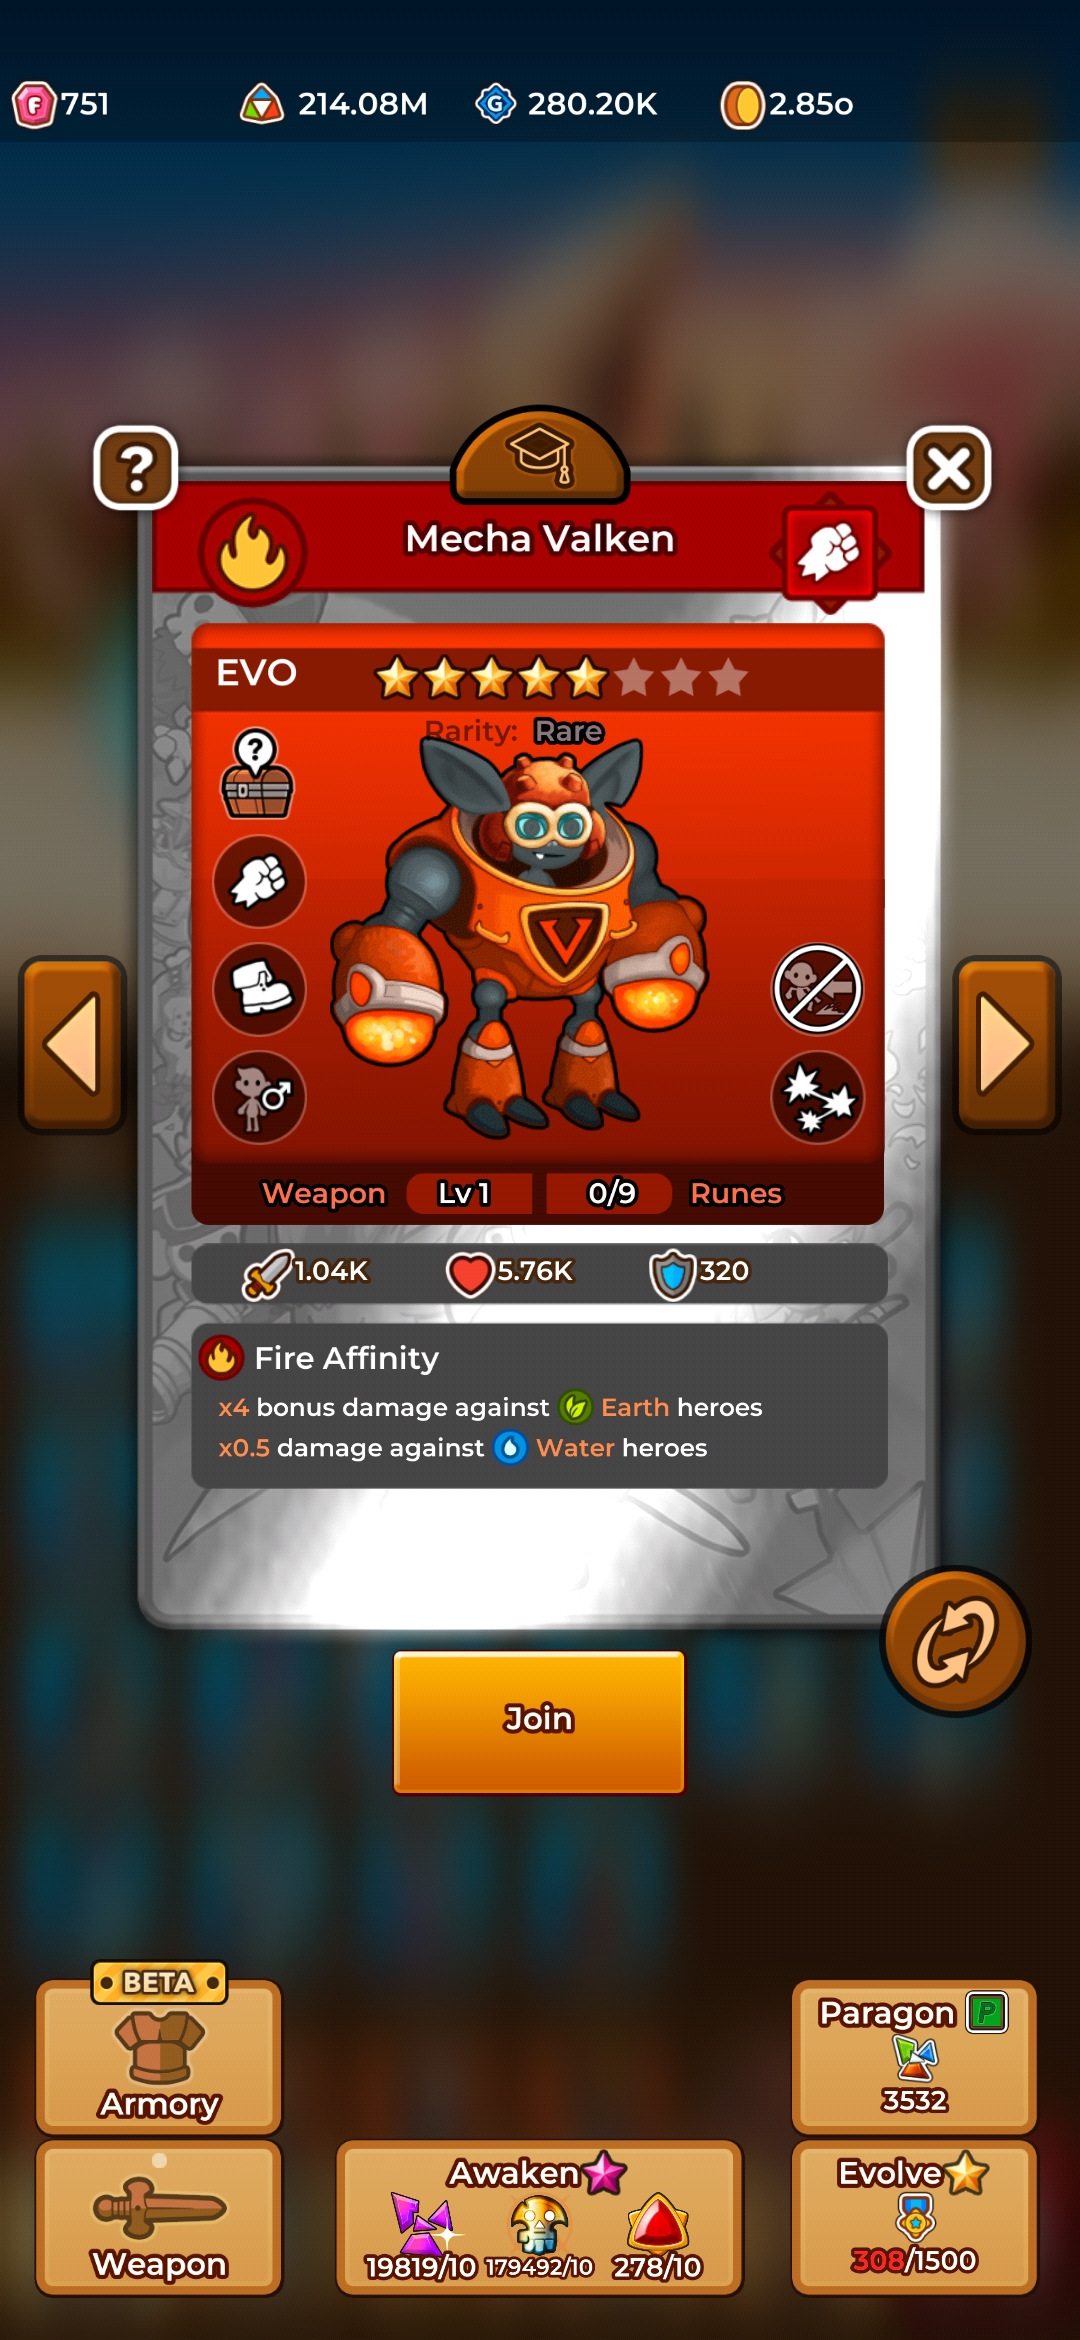 751 214.08M 280.20K 2.85o
?
Mecha Valken
EVO
Rarity: Rare
?
V
Weapon Lv 1 0/9 Runes
1.04K 5.76K 320
Fire Affinity
x4 bonus damage against Earth heroes
x0.5 damage against Water heroes
Join
BETA
Armory
Paragon P
3532
Weapon
Awaken
19819/10 179492/10 278/10
Evolve
308/1500